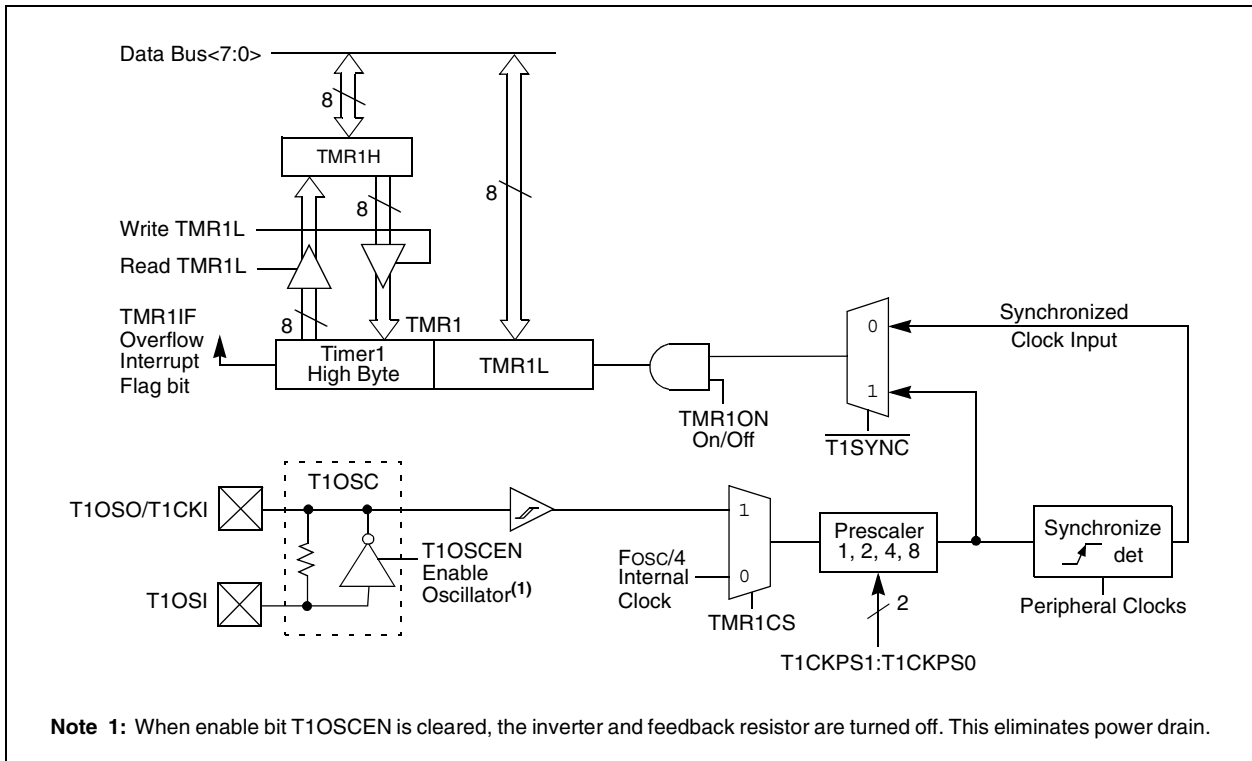 Data Bus<7:0>
8
TMR1H
8
8
Write TMR1L
Read TMR1L
8
TMR1
TMR1IF
Overflow
Interrupt
Flag bit
Timer1
High Byte
TMR1L
TMR1ON
On/Off
0
1
T1SYNC
Synchronized
Clock Input
T1OSC
T1OSO/T1CKI
T1OSI
T1OSCEN
Enable
Oscillator(1)
FOSC/4
Internal
Clock
1
0
TMR1CS
Prescaler
1, 2, 4, 8
2
T1CKPS1:T1CKPS0
Synchronize
det
Peripheral Clocks
Note 1: When enable bit T1OSCEN is cleared, the inverter and feedback resistor are turned off. This eliminates power drain.